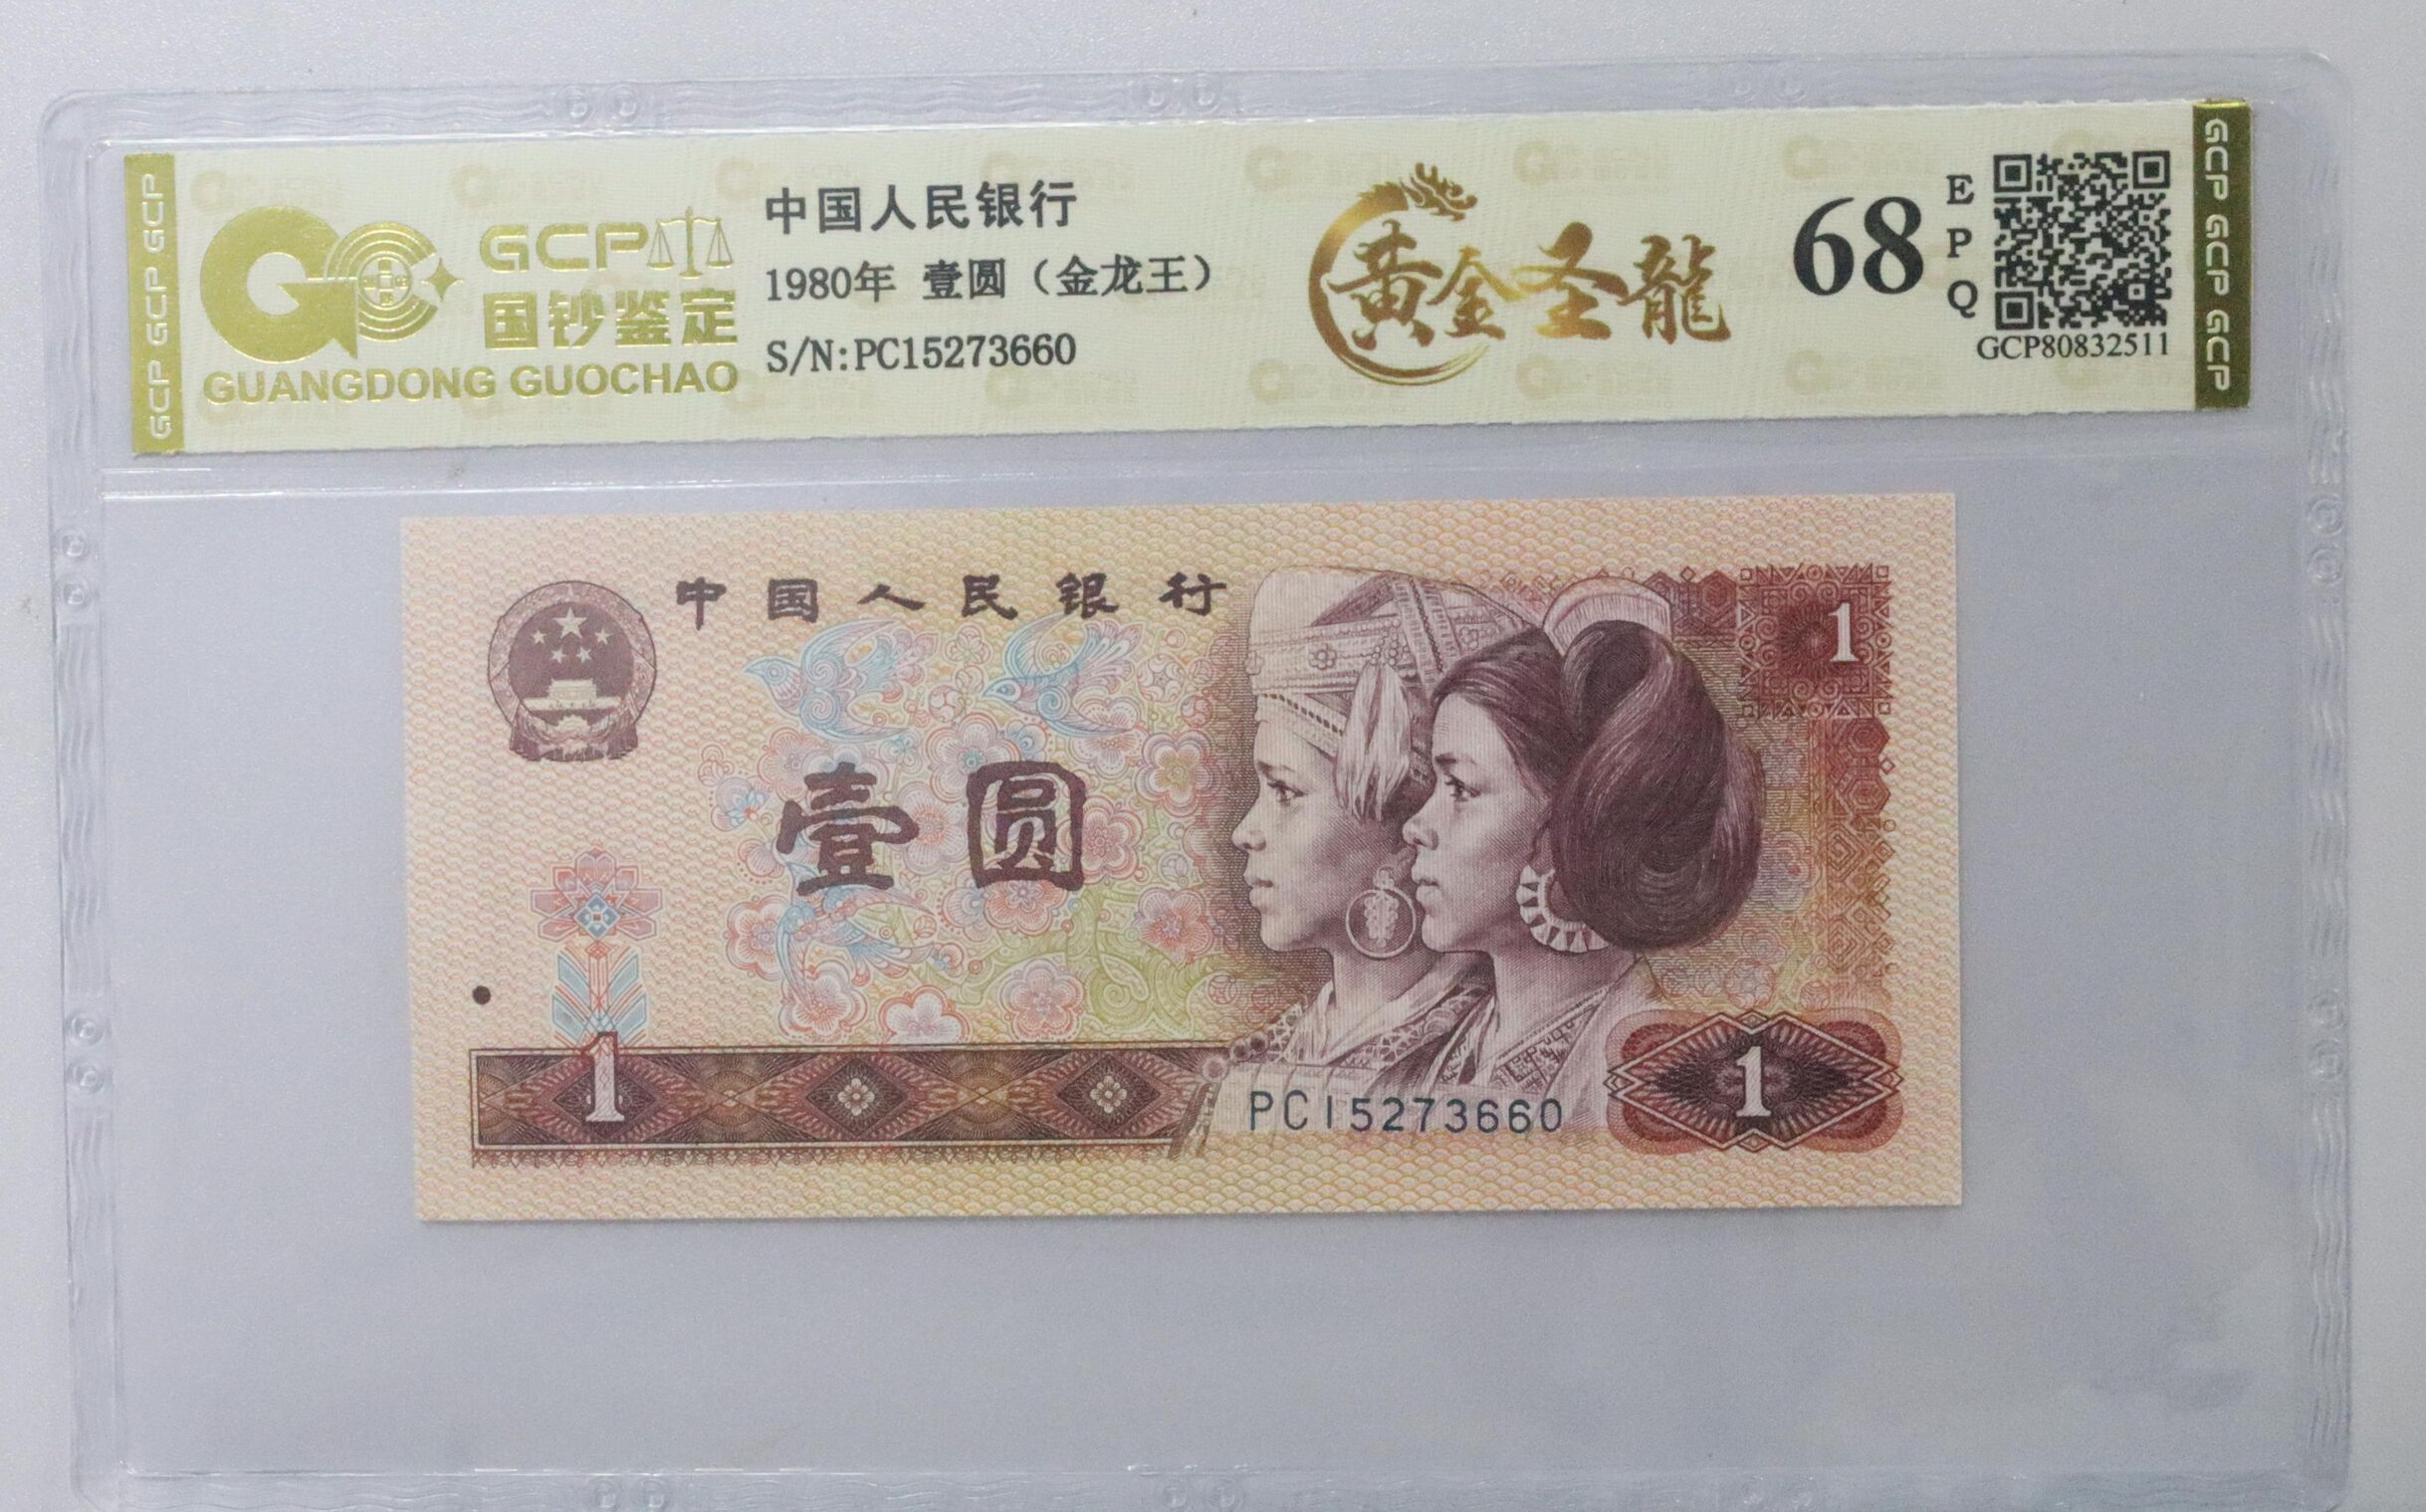 GCP GCP GCP
GCP
国钞鉴定
GUANGDONG GUOCHAO
中国人民银行
1980年 壹圆（金龙王）
S/N:PC15273660
黄金圣龍
68
E
P
Q
GCP80832511
GCP GCP GCP
中国人民银行
1
壹圆
1
PC15273660
1